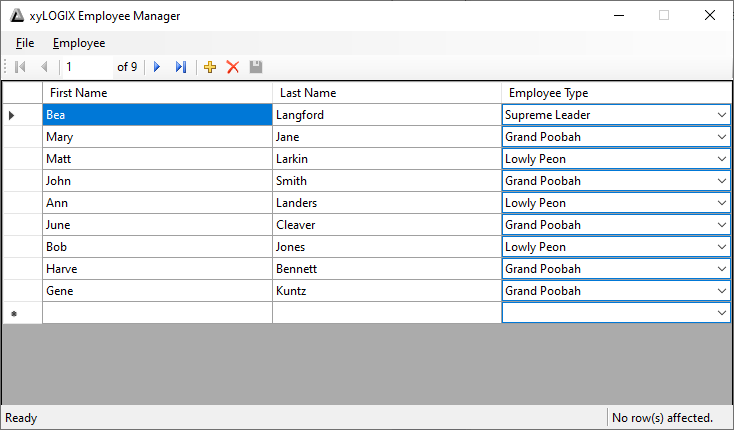 xyLOGIX Employee Manager
File Employee
1 of 9
First Name Last Name Employee Type
Bea Langford Supreme Leader
Mary Jane Grand Poobah
Matt Larkin Lowly Peon
John Smith Grand Poobah
Ann Landers Lowly Peon
June Cleaver Grand Poobah
Bob Jones Lowly Peon
Harve Bennett Grand Poobah
Gene Kuntz Grand Poobah
Ready No row(s) affected.